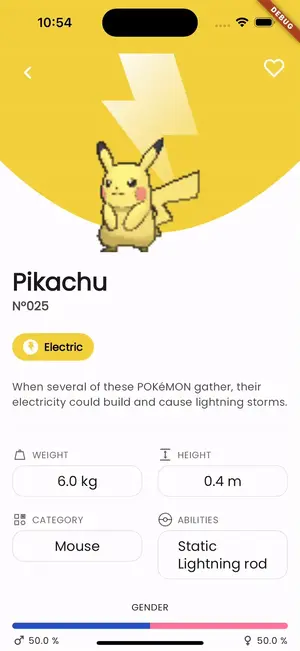 10:54
DEBUG
Pikachu
Nº025
Electric
When several of these POKéMON gather, their
electricity could build and cause lightning storms.
WEIGHT
HEIGHT
6.0 kg
0.4 m
CATEGORY
ABILITIES
Mouse
Static
Lightning rod
GENDER
♂ 50.0 %
♀ 50.0 %